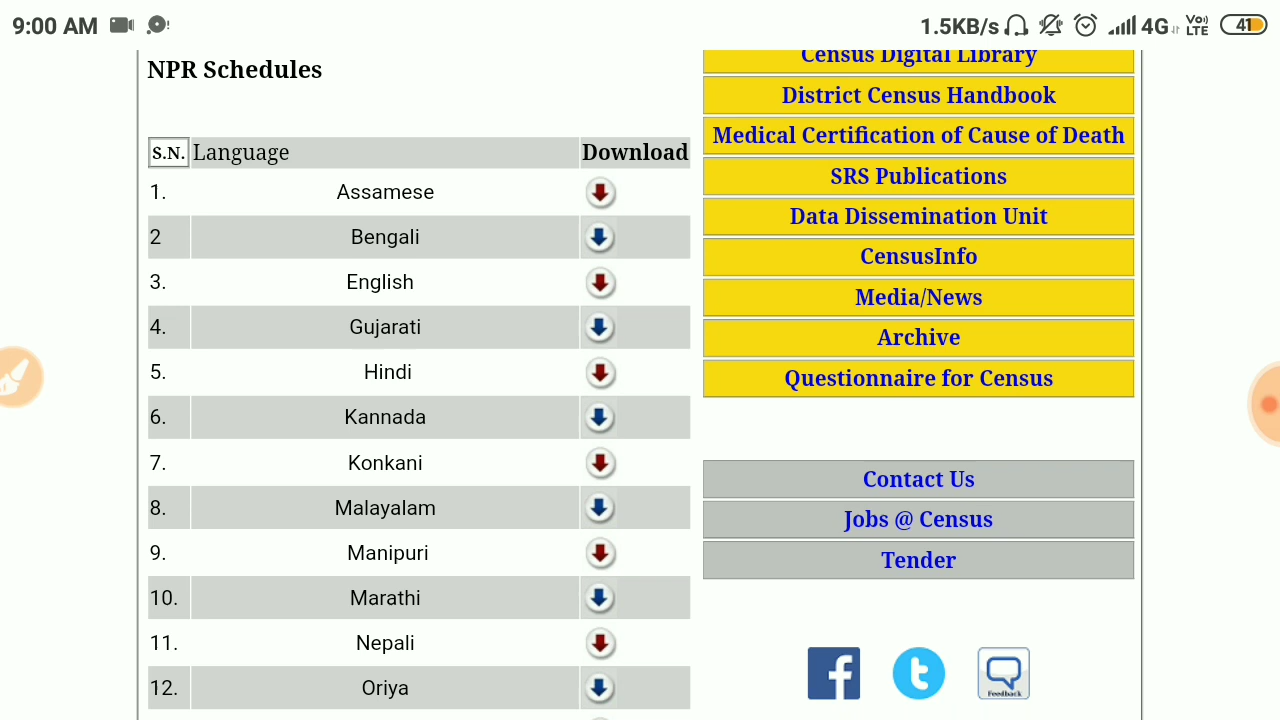 9:00 AM
1.5KB/s 4G Vo) LTE 41
NPR Schedules
S.N. Language Download
1. Assamese
2 Bengali
3. English
4. Gujarati
5. Hindi
6. Kannada
7. Konkani
8. Malayalam
9. Manipuri
10. Marathi
11. Nepali
12. Oriya
Census Digital Library
District Census Handbook
Medical Certification of Cause of Death
SRS Publications
Data Dissemination Unit
CensusInfo
Media/News
Archive
Questionnaire for Census
Contact Us
Jobs @ Census
Tender
Feedback